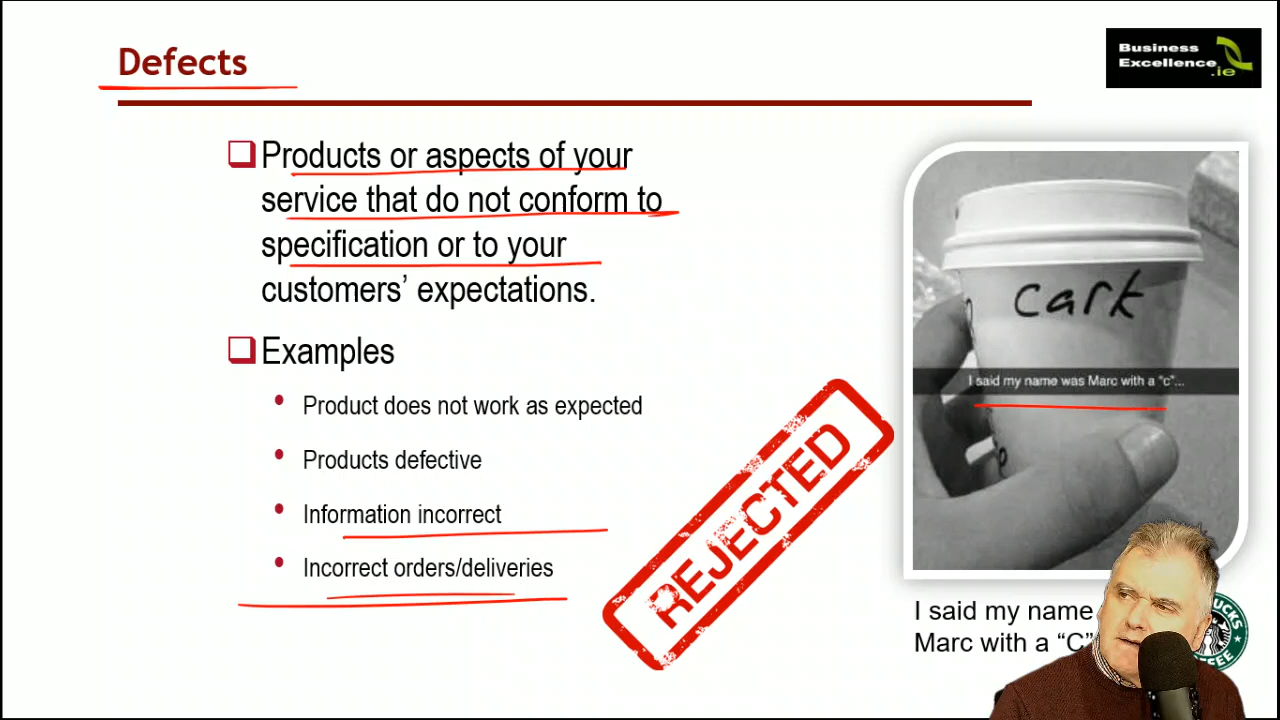 Defects
Business
Excellence
.ie
Products or aspects of your
service that do not conform to
specification or to your
customers’ expectations.
Examples
Product does not work as expected
Products defective
Information incorrect
Incorrect orders/deliveries
REJECTED
cark
I said my name was Marc with a “c”...
I said my name
Marc with a “C”